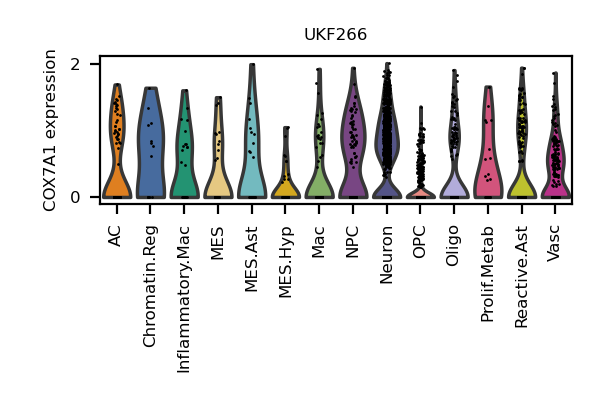 UKF266
COX7A1 expression
2
0
AC
Chromatin.Reg
Inflammatory.Mac
MES
MES.Ast
MES.Hyp
Mac
NPC
Neuron
OPC
Oligo
Prolif.Metab
Reactive.Ast
Vasc